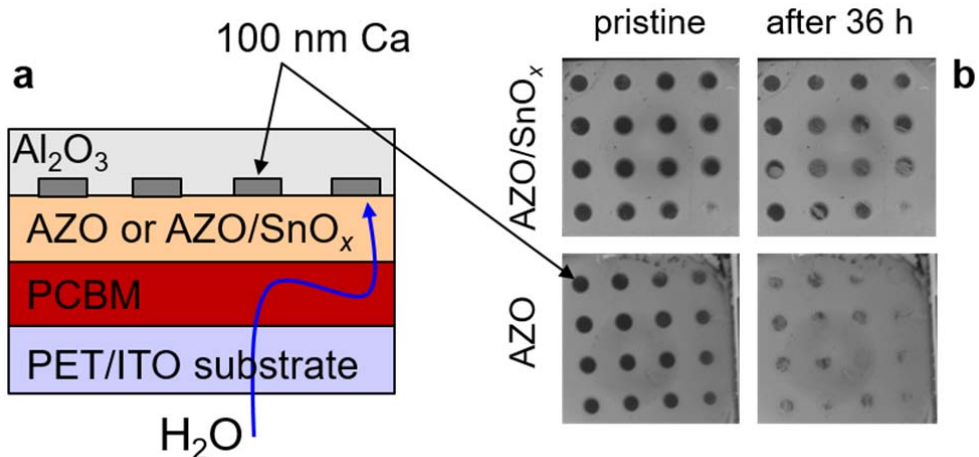 100 nm Ca
a
Al₂O₃
AZO or AZO/SnOₓ
PCBM
PET/ITO substrate
H₂O
pristine after 36 h
b
AZO/SnOₓ
AZO